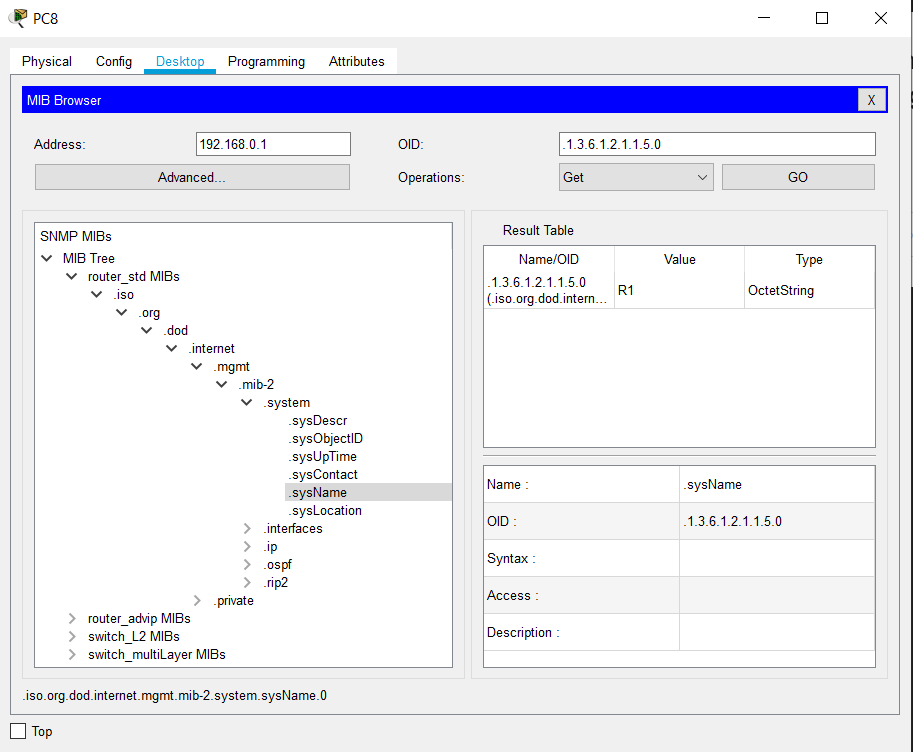 PC8
Physical Config Desktop Programming Attributes
MIB Browser X
Address: 192.168.0.1 OID: .1.3.6.1.2.1.1.5.0
Advanced... Operations: Get GO
SNMP MIBs
MIB Tree
router_std MIBs
.iso
.org
.dod
.internet
.mgmt
.mib-2
.system
.sysDescr
.sysObjectID
.sysUpTime
.sysContact
.sysName
.sysLocation
.interfaces
.ip
.ospf
.rip2
.private
router_advip MIBs
switch_L2 MIBs
switch_multiLayer MIBs
Result Table
Name/OID Value Type
.1.3.6.1.2.1.1.5.0
(.iso.org.dod.intern... R1 OctetString
Name : .sysName
OID : .1.3.6.1.2.1.1.5.0
Syntax :
Access :
Description :
.iso.org.dod.internet.mgmt.mib-2.system.sysName.0
Top